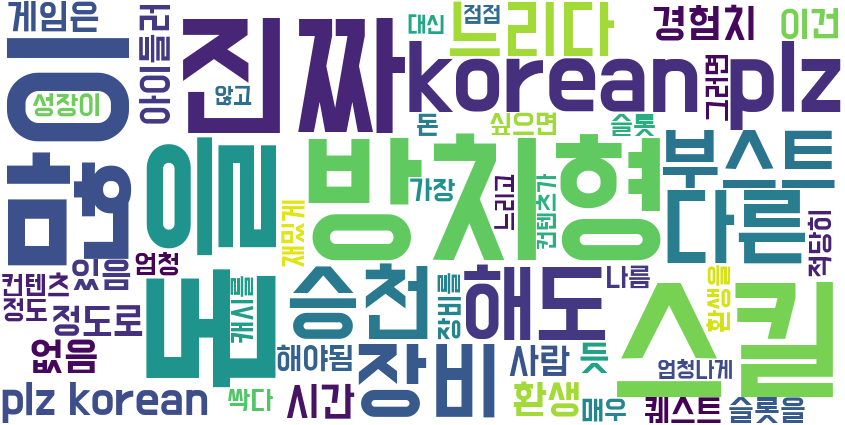 게임은
아이들러
진짜
대신
점점
느리다
경험치
이건
성장이
않고
korean plz
그러면
돈
싶으면
슬롯
방치형
부스트
가장
느리고
컨텐츠가
다른
재밌게
적당히
컨텐츠
있음
엄청
캐시를
승천
장비를
해도
나름
환생을
스킬
정도
정도로
없음
해야됨
장비
사람
듯
엄청나게
plz korean
싹다
시간
환생
매우
퀘스트
슬롯을